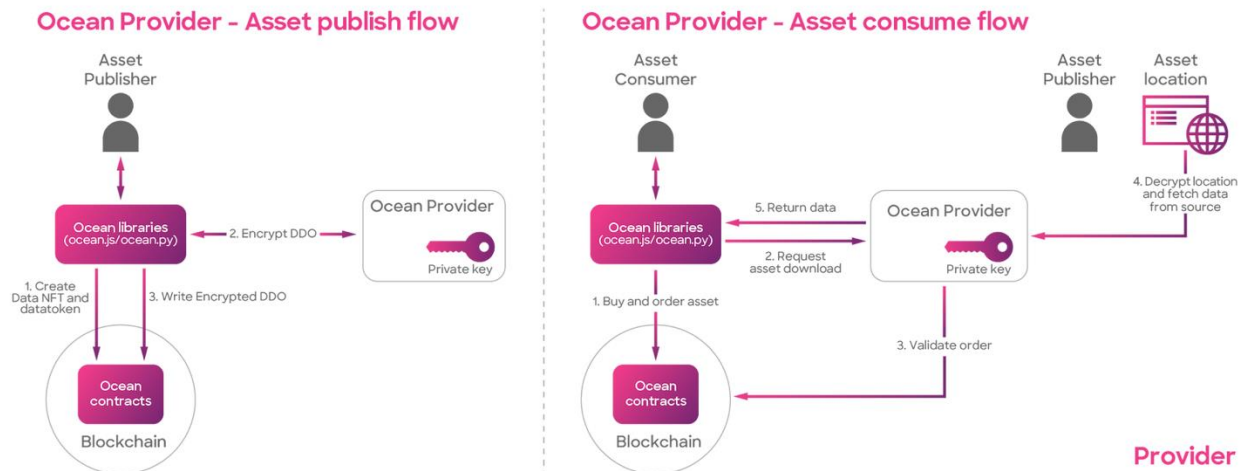 Ocean Provider - Asset publish flow
Asset
Publisher
Ocean libraries
(ocean.js/ocean.py)
2. Encrypt DDO
Ocean Provider
Private key
1. Create
Data NFT and
datatoken
3. Write Encrypted DDO
Ocean
contracts
Blockchain
Ocean Provider - Asset consume flow
Asset
Consumer
Asset
Publisher
Asset
location
4. Decrypt location
and fetch data
from source
Ocean libraries
(ocean.js/ocean.py)
5. Return data
2. Request
asset download
Ocean Provider
Private key
1. Buy and order asset
3. Validate order
Ocean
contracts
Blockchain
Provider